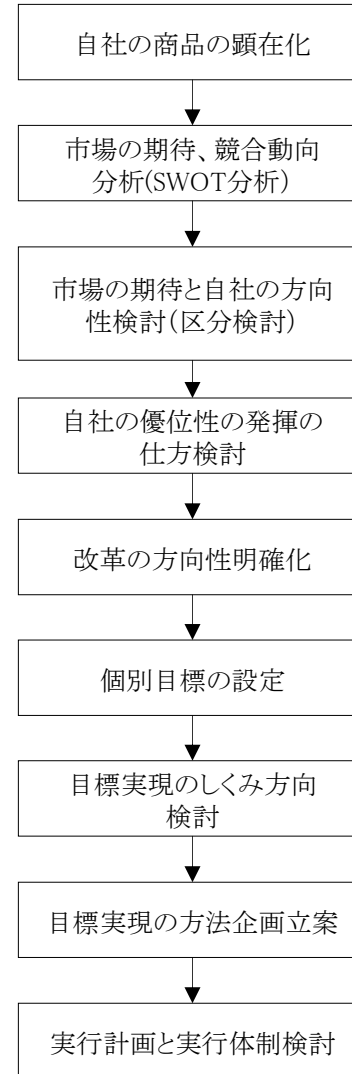 自社の商品の顕在化
市場の期待、競合動向
分析(SWOT分析)
市場の期待と自社の方向
性検討(区分検討)
自社の優位性の発揮の
仕方検討
改革の方向性明確化
個別目標の設定
目標実現のしくみ方向
検討
目標実現の方法企画立案
実行計画と実行体制検討